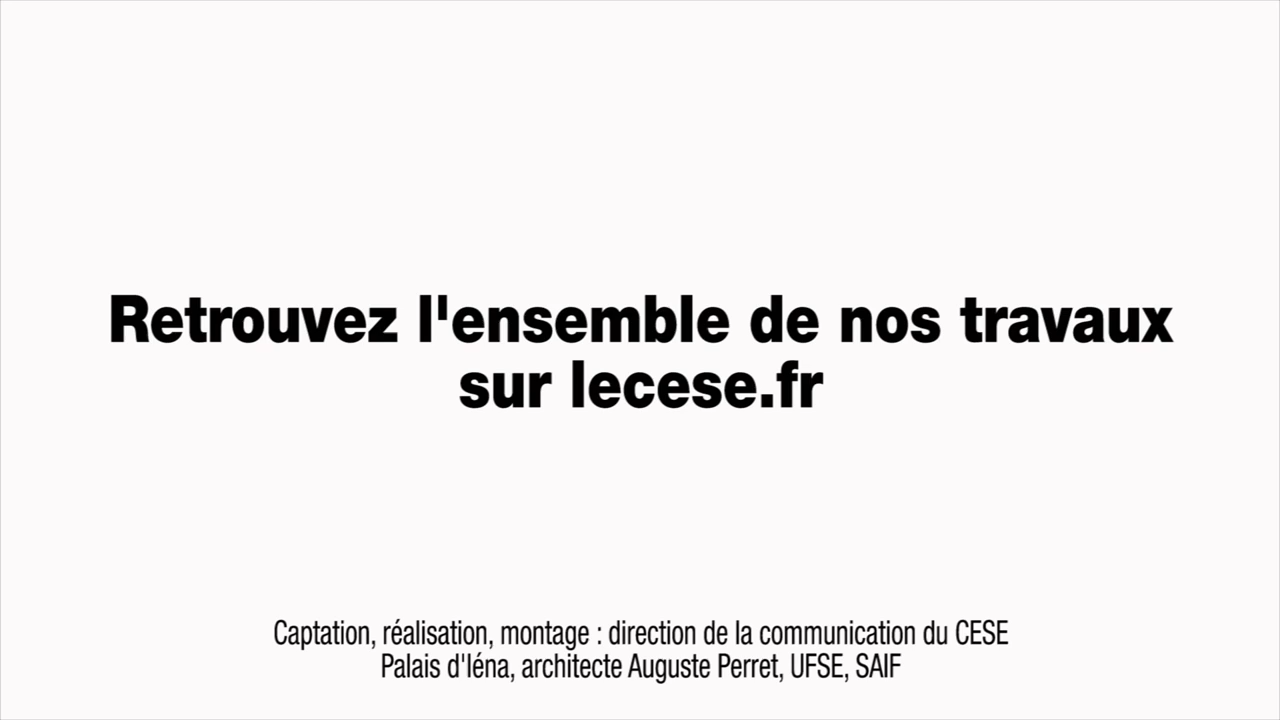 Retrouvez l'ensemble de nos travaux
sur lecese.fr
Captation, réalisation, montage : direction de la communication du CESE
Palais d'Iéna, architecte Auguste Perret, UFSE, SAIF